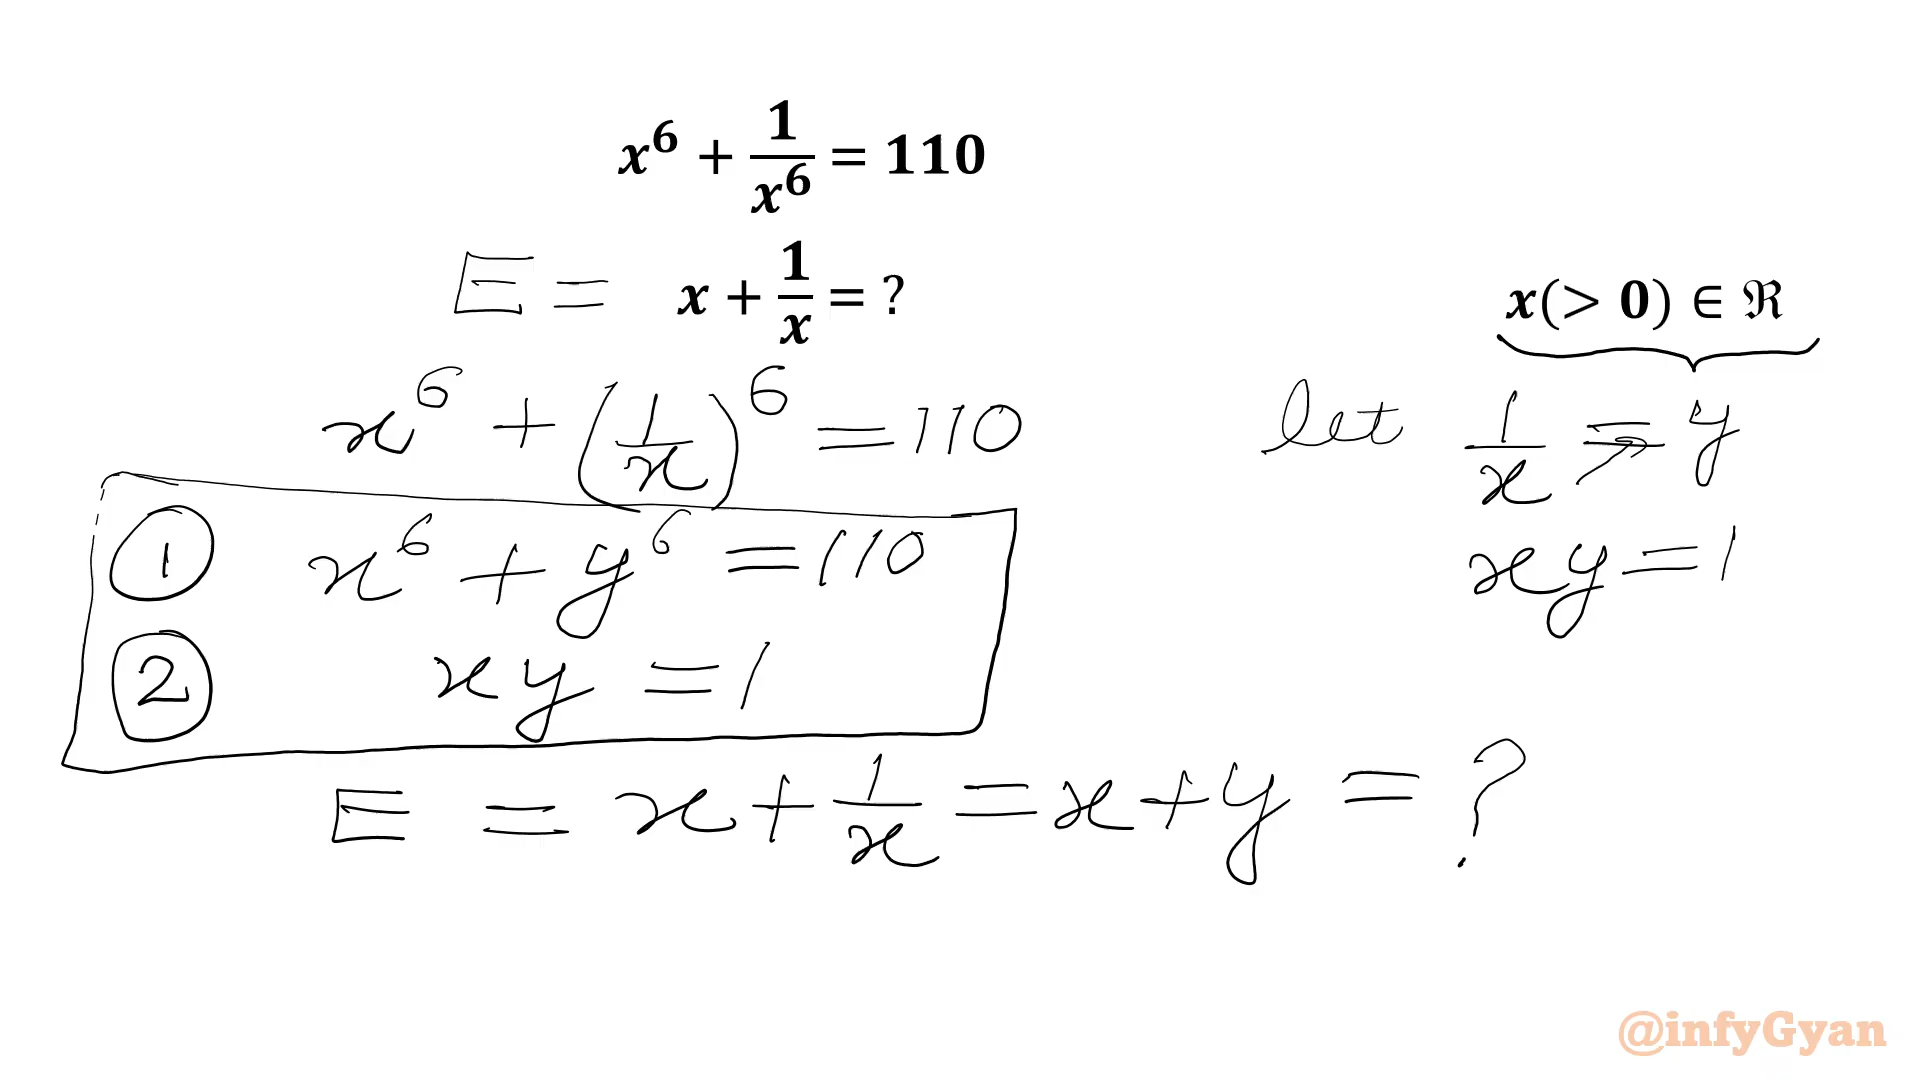 x⁶ + 1/x⁶ = 110
E = x + 1/x = ?
x(> 0) ∈ ℜ
x⁶ + (1/x)⁶ = 110
let 1/x = y
① x⁶ + y⁶ = 110
xy = 1
② xy = 1
E = x + 1/x = x + y = ?
@infyGyan